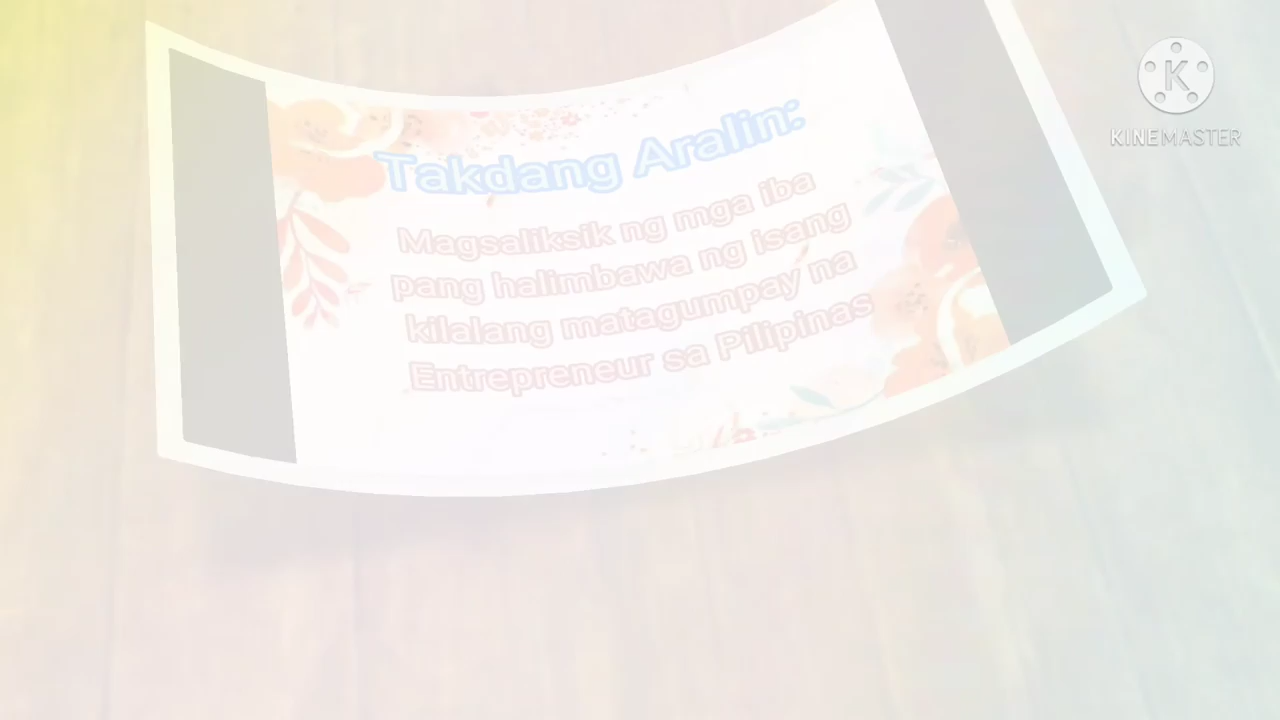 Takdang Aralin:
Magsaliksik ng mga iba
pang halimbawa ng isang
kilalang matagumpay na
Entrepreneur sa Pilipinas
K
KINEMASTER